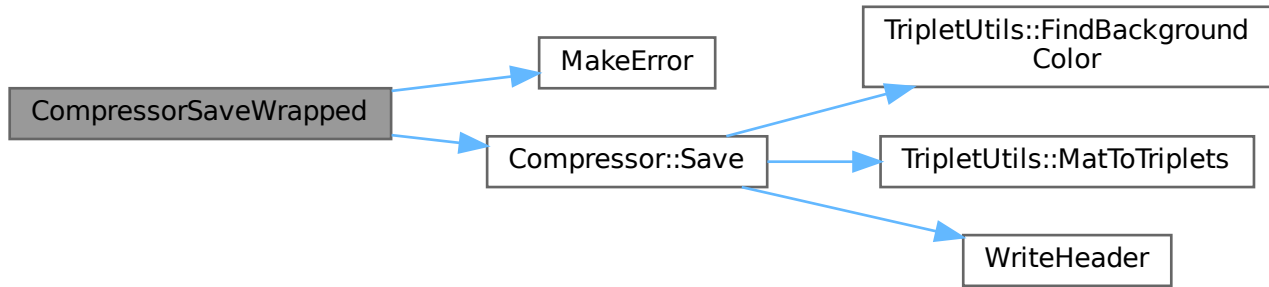 CompressorSaveWrapped
MakeError
Compressor::Save
TripletUtils::FindBackground
Color
TripletUtils::MatToTriplets
WriteHeader